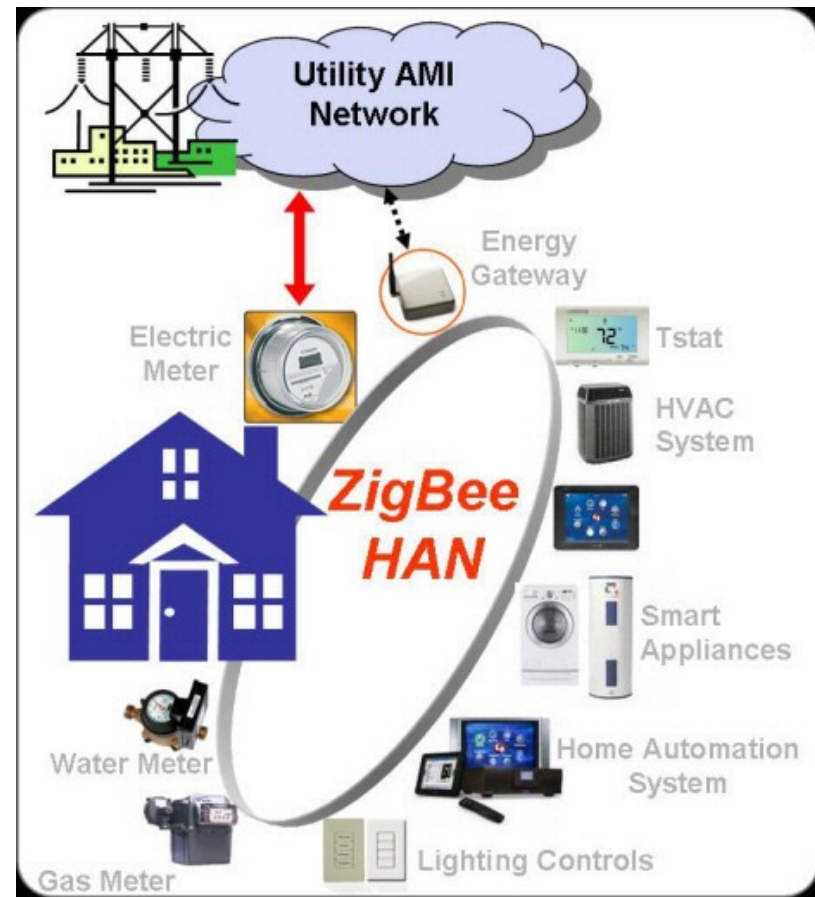 Utility AMI
Network
Energy
Gateway
Electric
Meter
Tstat
72°
HVAC
System
ZigBee
HAN
Smart
Appliances
Water Meter
Home Automation
System
Gas Meter
Lighting Controls